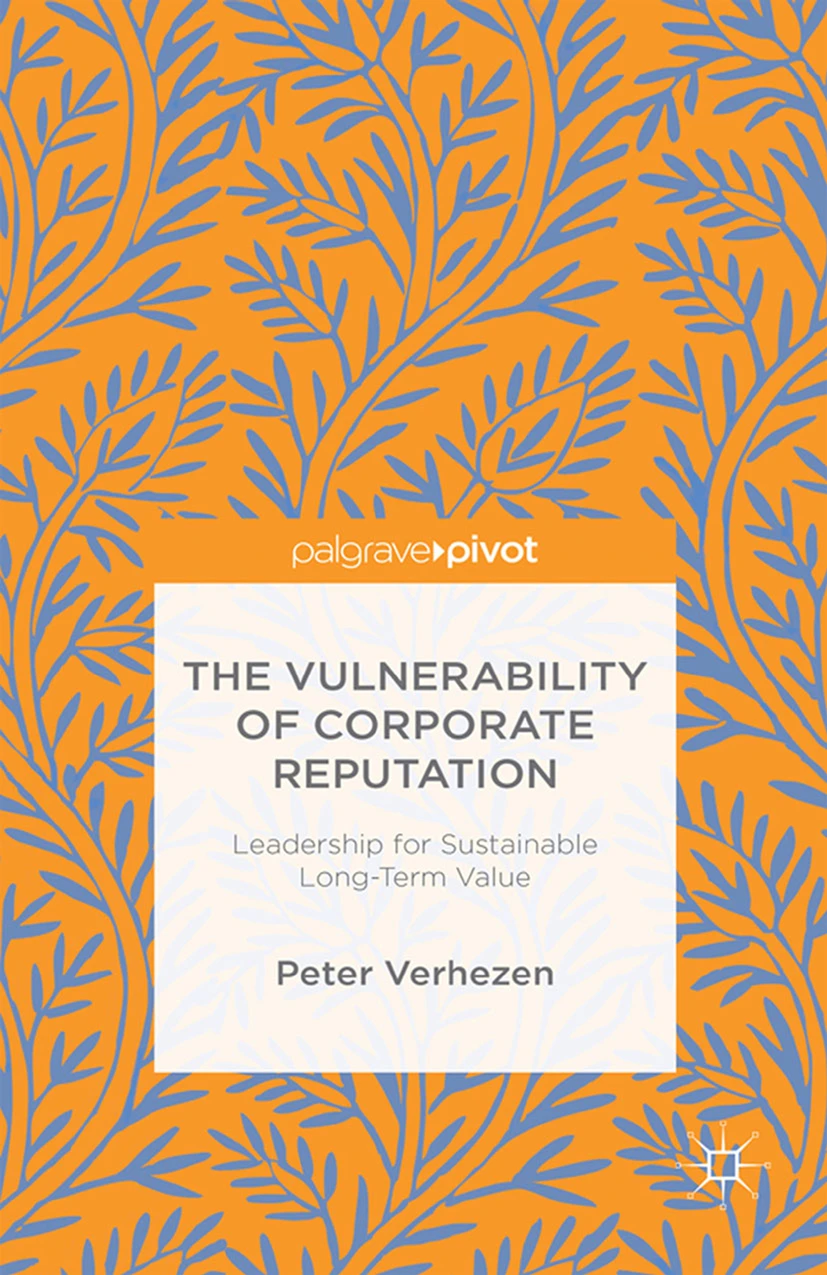 palgrave pivot
THE VULNERABILITY
OF CORPORATE
REPUTATION
Leadership for Sustainable
Long-Term Value
Peter Verhezen